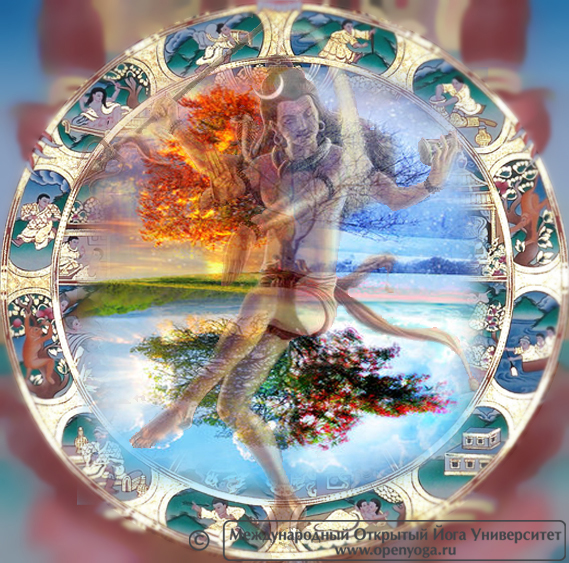 © Международный Открытый Йога Университет
www.openyoga.ru